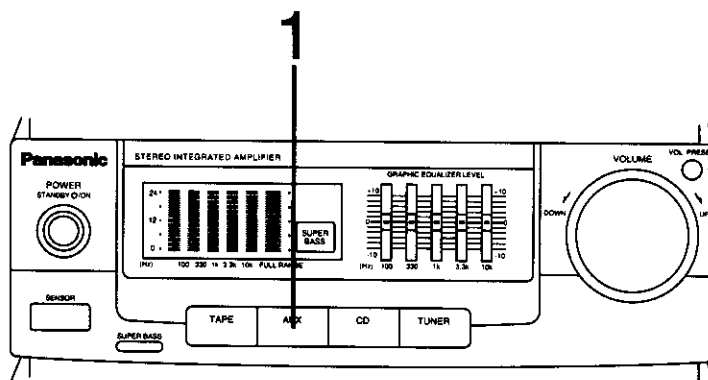 1
Panasonic
STEREO INTEGRATED AMPLIFIER
POWER
STANDBY ⏻/ON
24
12
0
(Hz) 100 330 1k 3.3k 10k FULL RANGE
SUPER
BASS
GRAPHIC EQUALIZER LEVEL
+10 -10
0 0
-10 -10
(Hz) 100 330 1k 3.3k 10k
VOLUME
VOL PRESE
DOWN
UP
SENSOR
SUPER BASS
TAPE
AUX
CD
TUNER